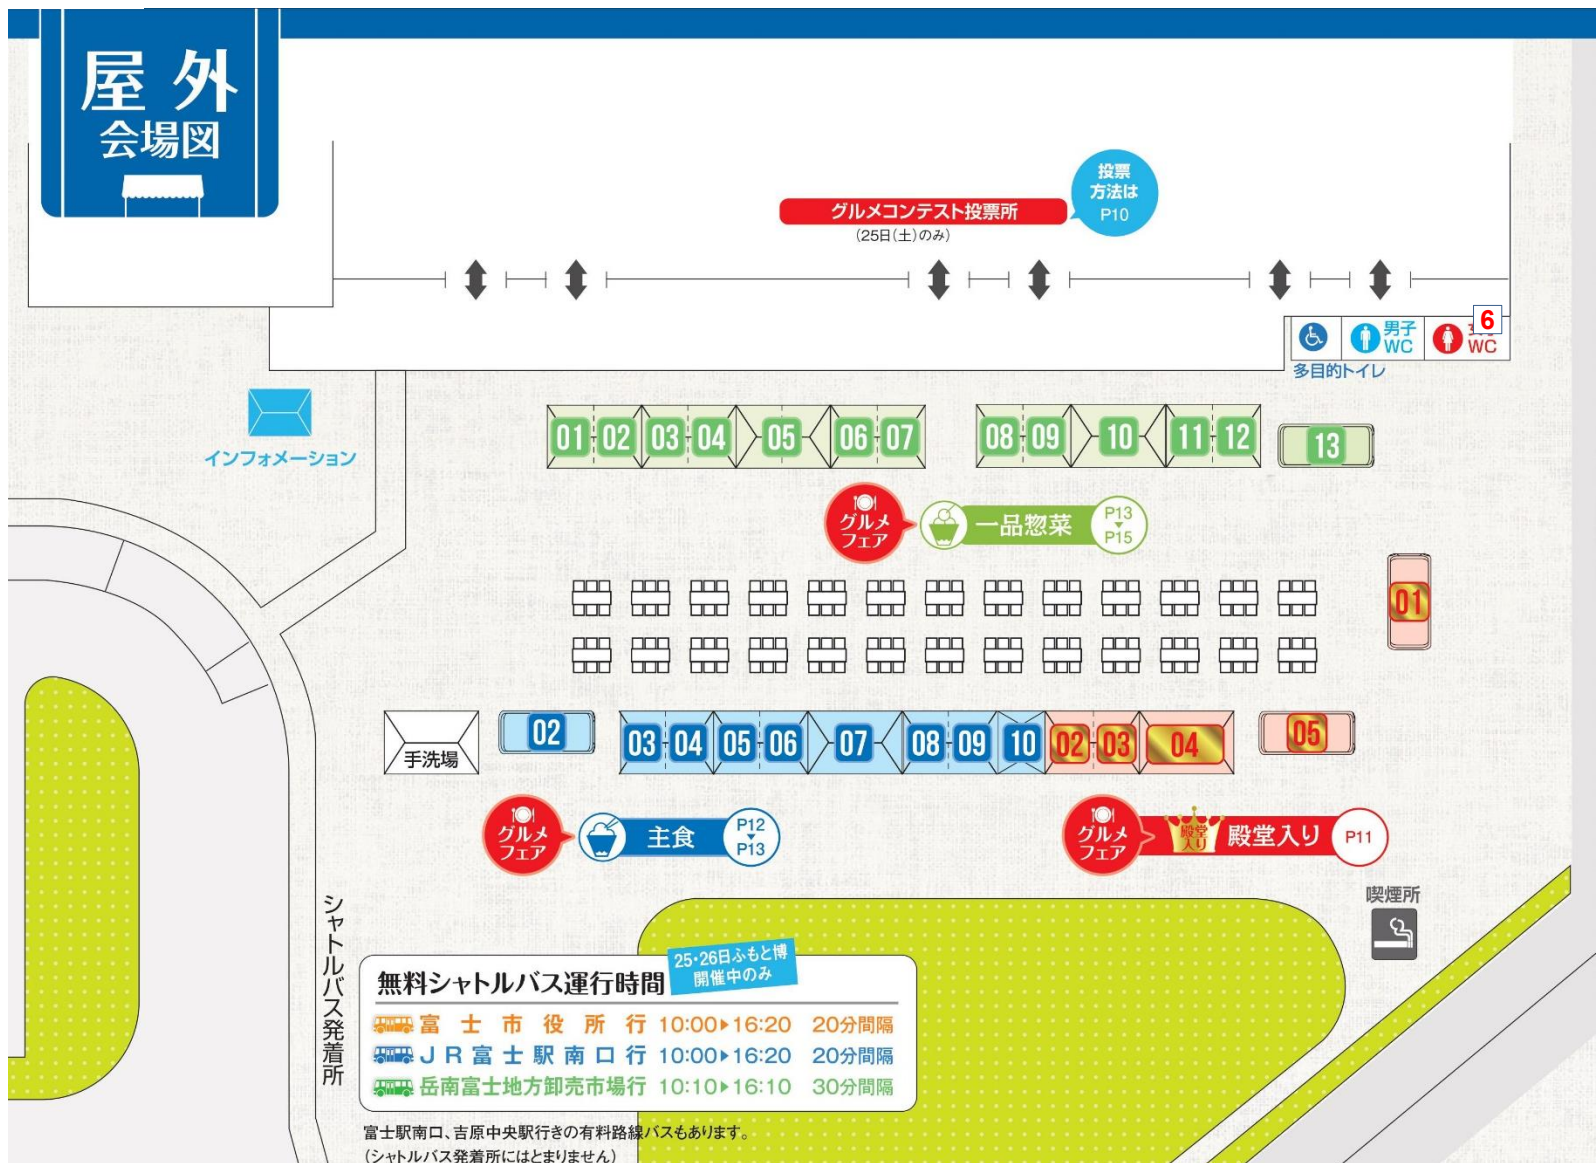 屋外
会場図
投票
方法は
P10
グルメコンテスト投票所
(25日(土)のみ)
6
男子
WC
WC
多目的トイレ
インフォメーション
01 02 03 04 05 06 07
08 09 10 11 12
13
グルメ
フェア
一品惣菜
P13
P15
01
手洗場
02
03 04 05 06 07 08 09 10
02 03 04
05
グルメ
フェア
主食
P12
P13
グルメ
フェア
殿堂
入り
殿堂入り
P11
喫煙所
シャトルバス発着所
無料シャトルバス運行時間
25・26日ふもと博
開催中のみ
富士市役所行 10:00▶16:20 20分間隔
JR富士駅南口行 10:00▶16:20 20分間隔
岳南富士地方卸売市場行 10:10▶16:10 30分間隔
富士駅南口、吉原中央駅行きの有料路線バスもあります。
(シャトルバス発着所にはとまりません)